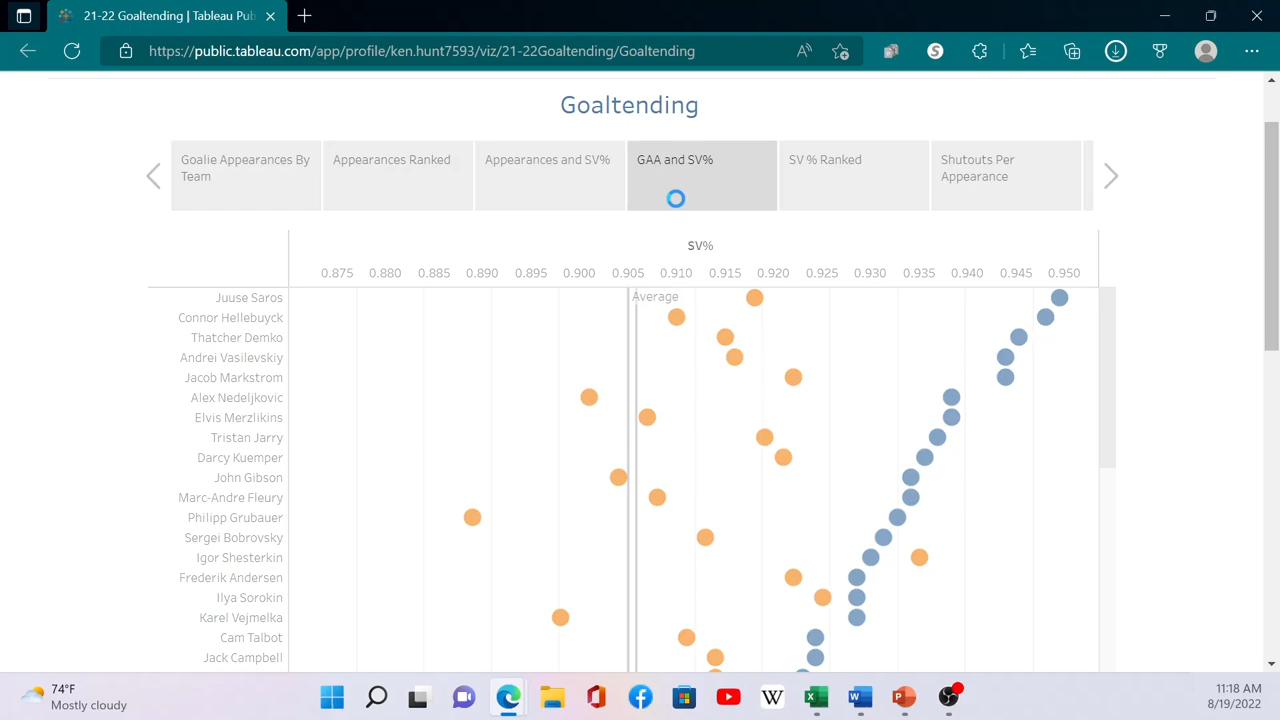 21-22 Goaltending | Tableau Pub
https://public.tableau.com/app/profile/ken.hunt7593/viz/21-22Goaltending/Goaltending
Goaltending
Goalie Appearances By
Team
Appearances Ranked
Appearances and SV%
GAA and SV%
SV % Ranked
Shutouts Per
Appearance
SV%
0.875 0.880 0.885 0.890 0.895 0.900 0.905 0.910 0.915 0.920 0.925 0.930 0.935 0.940 0.945 0.950
Average
Juuse Saros
Connor Hellebuyck
Thatcher Demko
Andrei Vasilevskiy
Jacob Markstrom
Alex Nedeljkovic
Elvis Merzlikins
Tristan Jarry
Darcy Kuemper
John Gibson
Marc-Andre Fleury
Philipp Grubauer
Sergei Bobrovsky
Igor Shesterkin
Frederik Andersen
Ilya Sorokin
Karel Vejmelka
Cam Talbot
Jack Campbell
74°F
Mostly cloudy
11:18 AM
8/19/2022